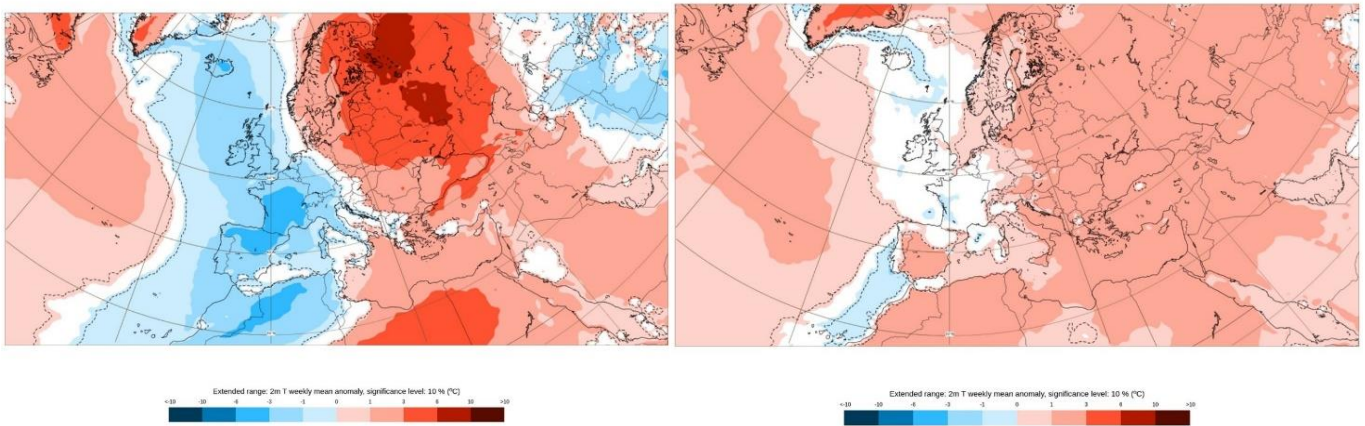 Extended range: 2m T weekly mean anomaly, significance level: 10 % (ºC)
<-10 -10 -6 -3 -1 0 1 3 6 10 >10
Extended range: 2m T weekly mean anomaly, significance level: 10 % (ºC)
<-10 -10 -6 -3 -1 0 1 3 6 10 >10